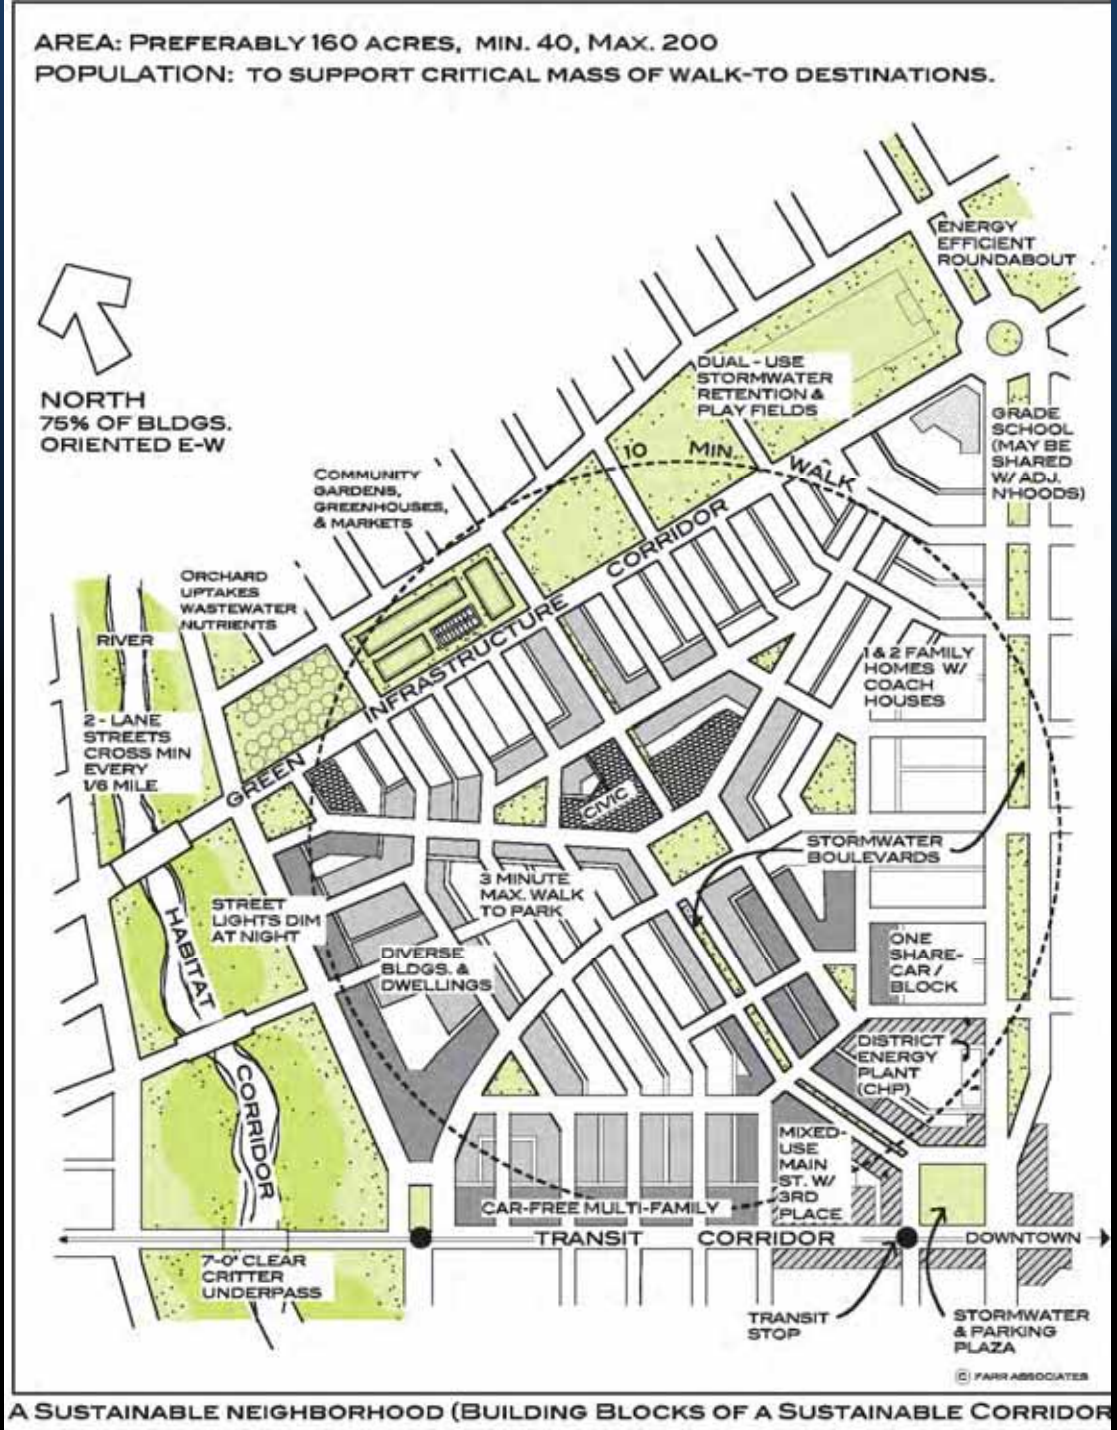 AREA: PREFERABLY 160 ACRES, MIN. 40, MAX. 200
POPULATION: TO SUPPORT CRITICAL MASS OF WALK-TO DESTINATIONS.
ENERGY
EFFICIENT
ROUNDABOUT
NORTH
75% OF BLDGS.
ORIENTED E-W
DUAL - USE
STORMWATER
RETENTION &
PLAY FIELDS
GRADE
SCHOOL
(MAY BE
SHARED
W/ ADJ.
N'HOODS)
10 MIN. WALK
COMMUNITY
GARDENS,
GREENHOUSES,
& MARKETS
ORCHARD
UPTAKES
WASTEWATER
NUTRIENTS
RIVER
GREEN INFRASTRUCTURE CORRIDOR
1 & 2 FAMILY
HOMES W/
COACH
HOUSES
2 - LANE
STREETS
CROSS MIN
EVERY
1/6 MILE
CIVIC
STORMWATER
BOULEVARDS
3 MINUTE
MAX. WALK
TO PARK
STREET
LIGHTS DIM
AT NIGHT
HABITAT
CORRIDOR
DIVERSE
BLDGS. &
DWELLINGS
ONE
SHARE-
CAR /
BLOCK
DISTRICT
ENERGY
PLANT
(CHP)
MIXED-
USE
MAIN
ST. W/
3RD
PLACE
CAR-FREE MULTI-FAMILY
TRANSIT CORRIDOR
DOWNTOWN
7'-0" CLEAR
CRITTER
UNDERPASS
TRANSIT
STOP
STORMWATER
& PARKING
PLAZA
© FARR ASSOCIATES
A SUSTAINABLE NEIGHBORHOOD (BUILDING BLOCKS OF A SUSTAINABLE CORRIDOR